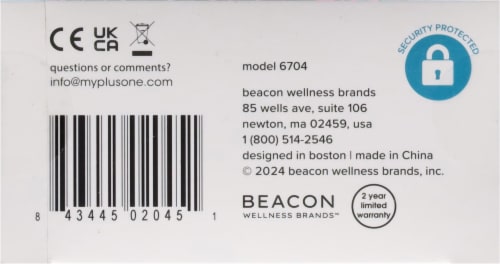 CE UK CA
questions or comments?
info@myplusone.com
8 43445 02045 1
model 6704
beacon wellness brands
85 wells ave, suite 106
newton, ma 02459, usa
1 (800) 514-2546
designed in boston | made in China
© 2024 beacon wellness brands, inc.
BEACON
WELLNESS BRANDS™
2 year
limited
warranty
SECURITY PROTECTED